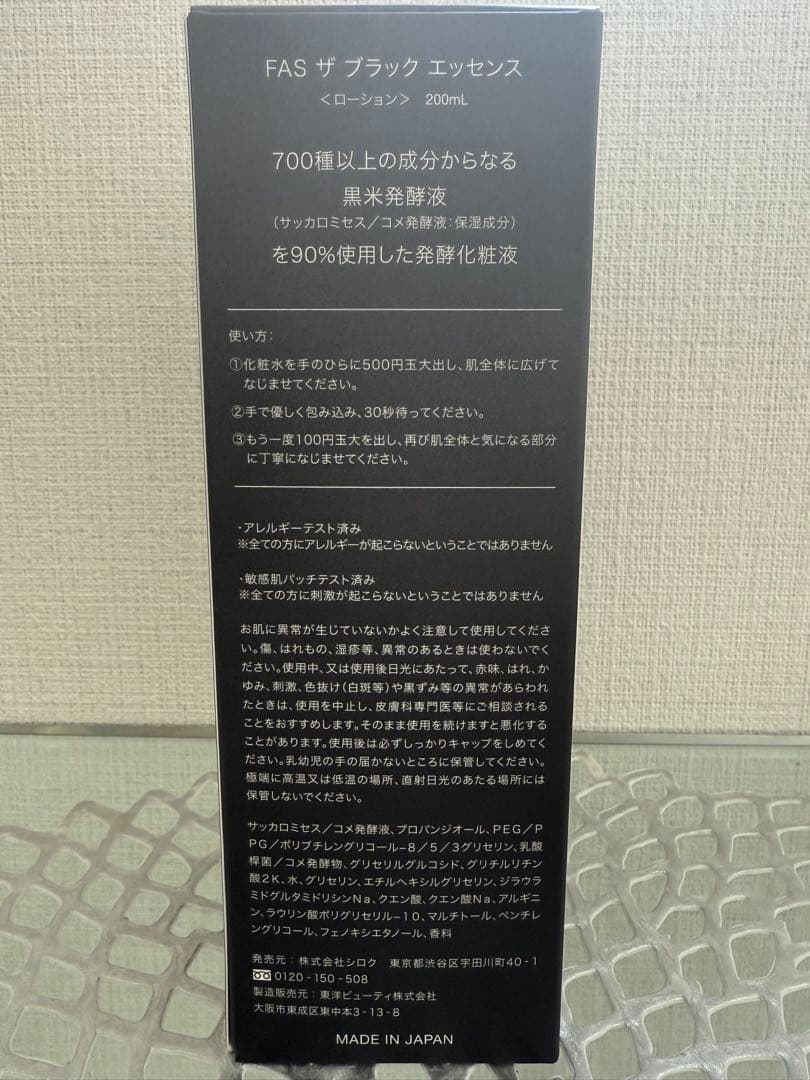 FAS ザ ブラック エッセンス
＜ローション＞ 200mL
700種以上の成分からなる
黒米発酵液
（サッカロミセス／コメ発酵液：保湿成分）
を90%使用した発酵化粧液
使い方：
①化粧水を手のひらに500円玉大出し、肌全体に広げて
なじませてください。
②手で優しく包み込み、30秒待ってください。
③もう一度100円玉大を出し、再び肌全体と気になる部分
に丁寧になじませてください。
・アレルギーテスト済み
※全ての方にアレルギーが起こらないということではありません
・敏感肌パッチテスト済み
※全ての方に刺激が起こらないということではありません
お肌に異常が生じていないかよく注意して使用してくださ
い。傷、はれもの、湿疹等、異常のあるときは使わないでく
ださい。使用中、又は使用後日光にあたって、赤味、はれ、か
ゆみ、刺激、色抜け（白斑等）や黒ずみ等の異常があらわれ
たときは、使用を中止し、皮膚科専門医等にご相談される
ことをおすすめします。そのまま使用を続けますと悪化する
ことがあります。使用後は必ずしっかりキャップをしめてく
ださい。乳幼児の手の届かないところに保管してください。
極端に高温又は低温の場所、直射日光のあたる場所には
保管しないでください。
サッカロミセス／コメ発酵液、プロパンジオール、PEG／P
PG／ポリブチレングリコール-8／5／3グリセリン、乳酸
桿菌／コメ発酵物、グリセリルグルコシド、グリチルリチン
酸2K、水、グリセリン、エチルヘキシルグリセリン、ジラウラ
ミドグルタミドリシンNa、クエン酸、クエン酸Na、アルギニ
ン、ラウリン酸ポリグリセリル-10、マルチトール、ペンチレ
ングリコール、フェノキシエタノール、香料
発売元：株式会社シロク 東京都渋谷区宇田川町40-1
0120-150-508
製造販売元：東洋ビューティ株式会社
大阪市東成区東中本3-13-8
MADE IN JAPAN